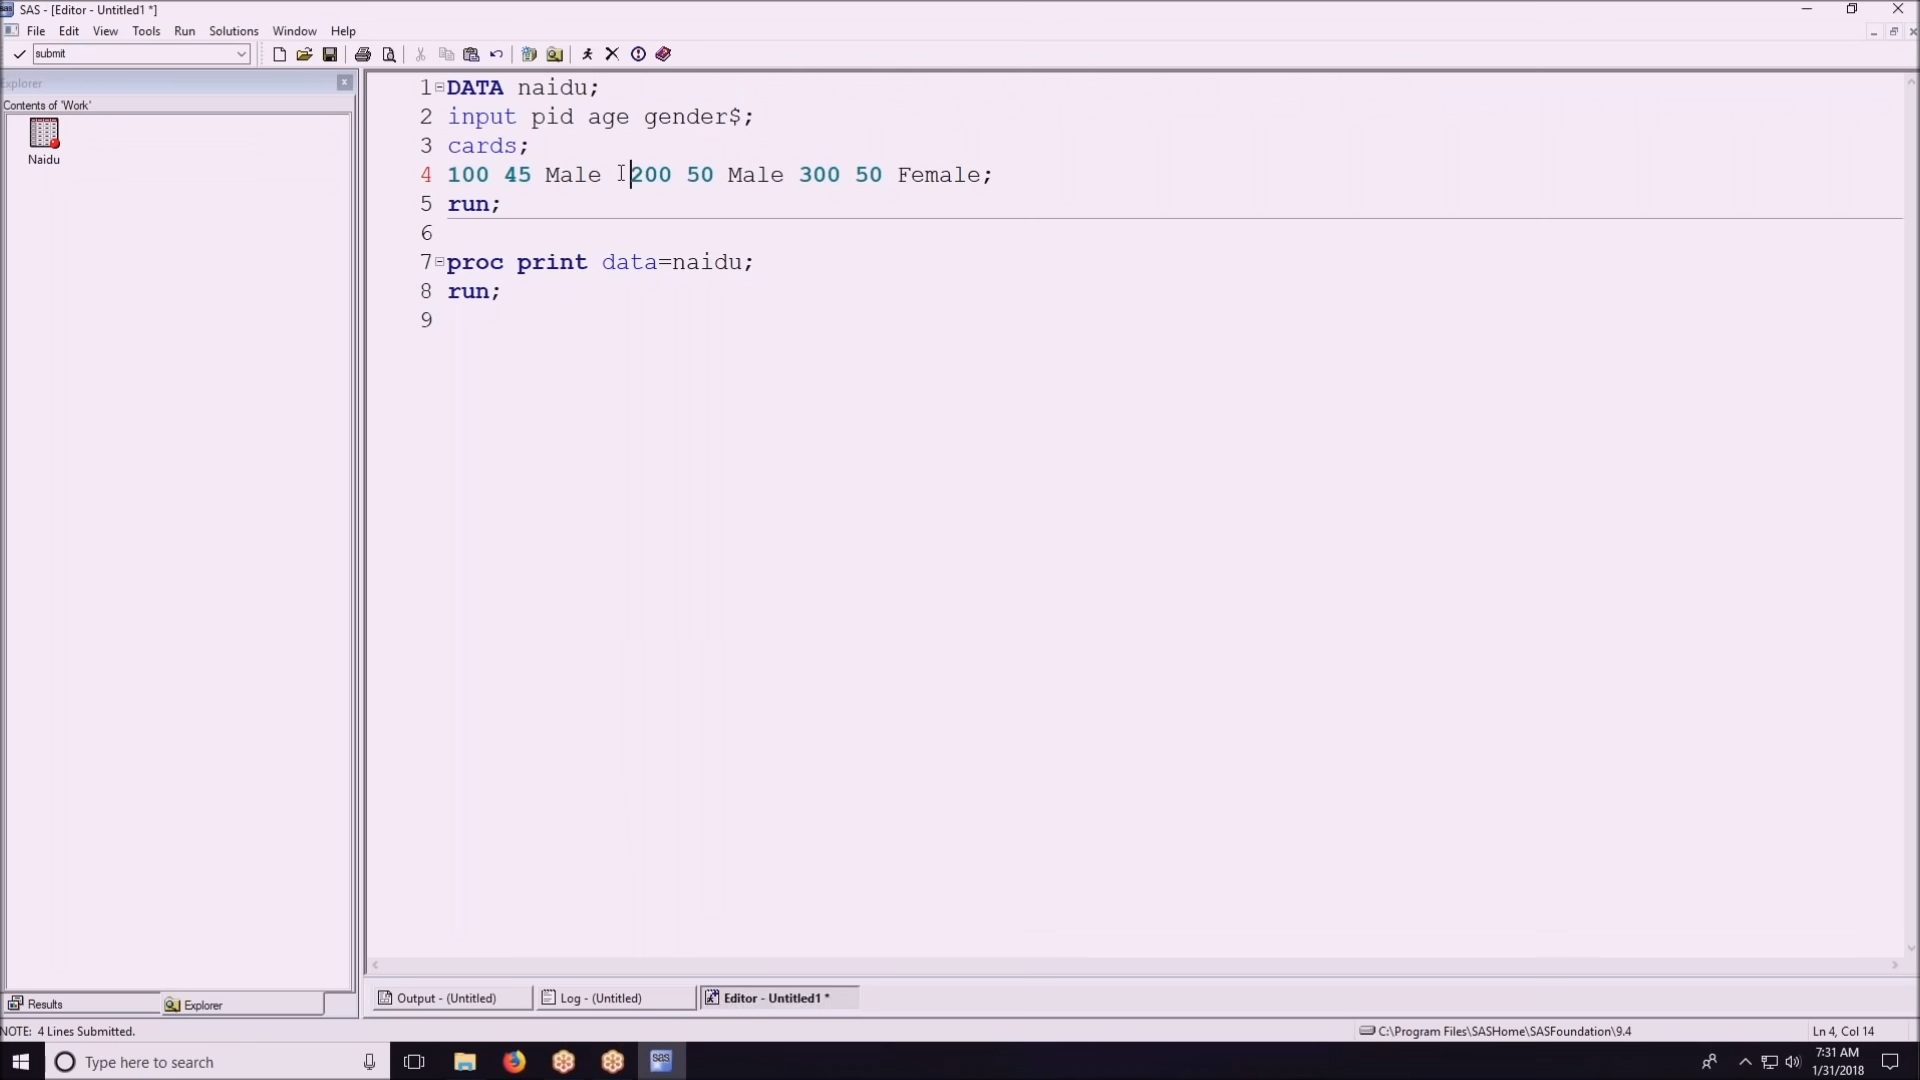 SAS - [Editor - Untitled1 *]
File Edit View Tools Run Solutions Window Help
submit
Explorer
Contents of 'Work'
Naidu
1 DATA naidu;
2 input pid age gender$;
3 cards;
4 100 45 Male 200 50 Male 300 50 Female;
5 run;
6
7 proc print data=naidu;
8 run;
9
Results Explorer
Output - (Untitled) Log - (Untitled) Editor - Untitled1 *
NOTE: 4 Lines Submitted.
C:\Program Files\SASHome\SASFoundation\9.4
Ln 4, Col 14
Type here to search
sas
7:31 AM
1/31/2018